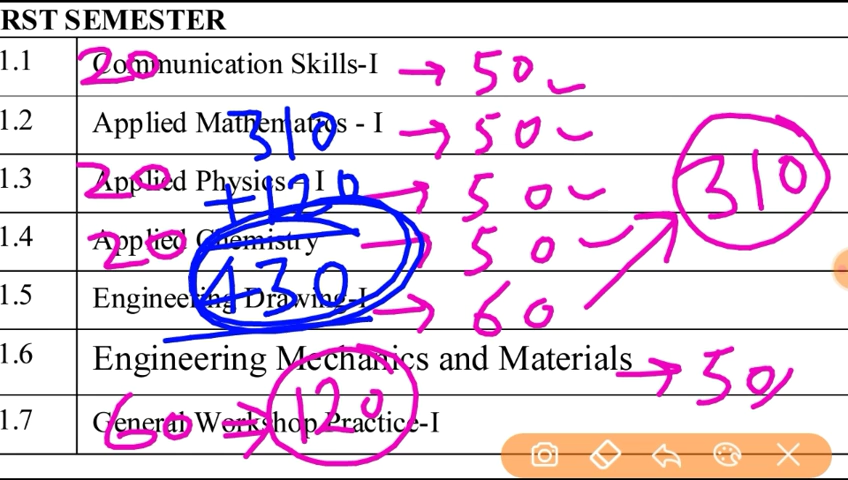 RST SEMESTER
1.1 20 Communication Skills-I → 50
1.2 Applied Mathematics - I → 50
310
1.3 20 Applied Physics - I → 50 310
+120
1.4 20 Applied Chemistry → 50
430
1.5 Engineering Drawing-I → 60
1.6 Engineering Mechanics and Materials → 50
1.7 60 General Workshop Practice-I 120